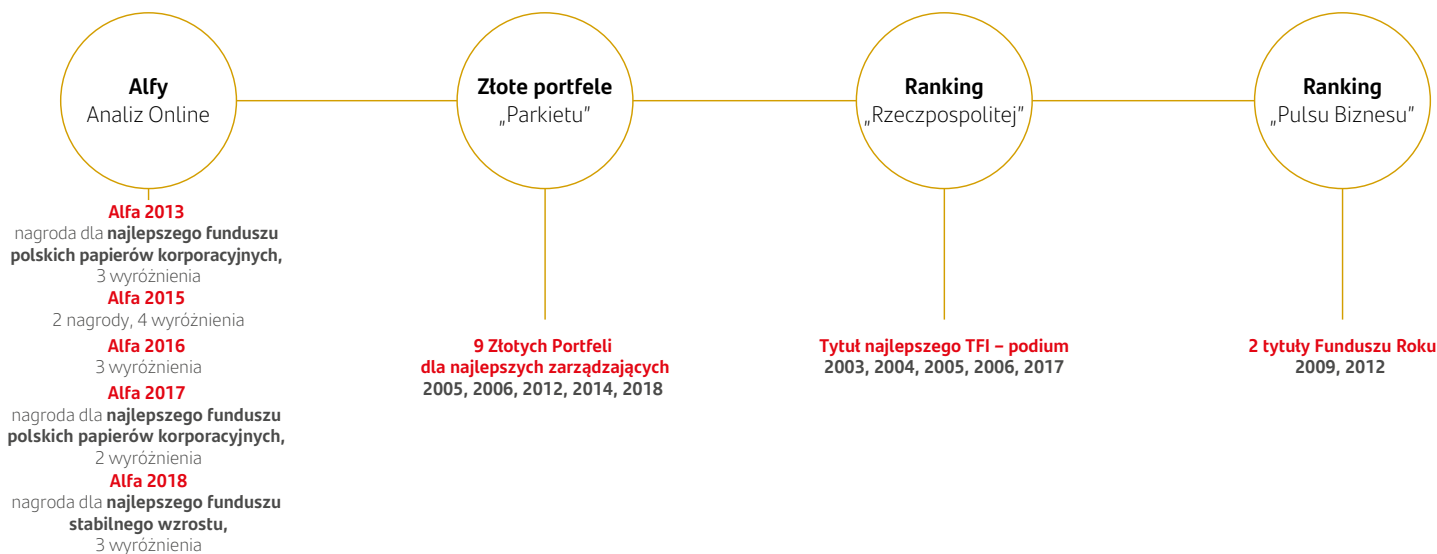 Alfy
Analiz Online
Złote portfele
„Parkietu”
Ranking
„Rzeczpospolitej”
Ranking
„Pulsu Biznesu”
Alfa 2013
nagroda dla najlepszego funduszu
polskich papierów korporacyjnych,
3 wyróżnienia
Alfa 2015
2 nagrody, 4 wyróżnienia
Alfa 2016
3 wyróżnienia
Alfa 2017
nagroda dla najlepszego funduszu
polskich papierów korporacyjnych,
2 wyróżnienia
Alfa 2018
nagroda dla najlepszego funduszu
stabilnego wzrostu,
3 wyróżnienia
9 Złotych Portfeli
dla najlepszych zarządzających
2005, 2006, 2012, 2014, 2018
Tytuł najlepszego TFI – podium
2003, 2004, 2005, 2006, 2017
2 tytuły Funduszu Roku
2009, 2012